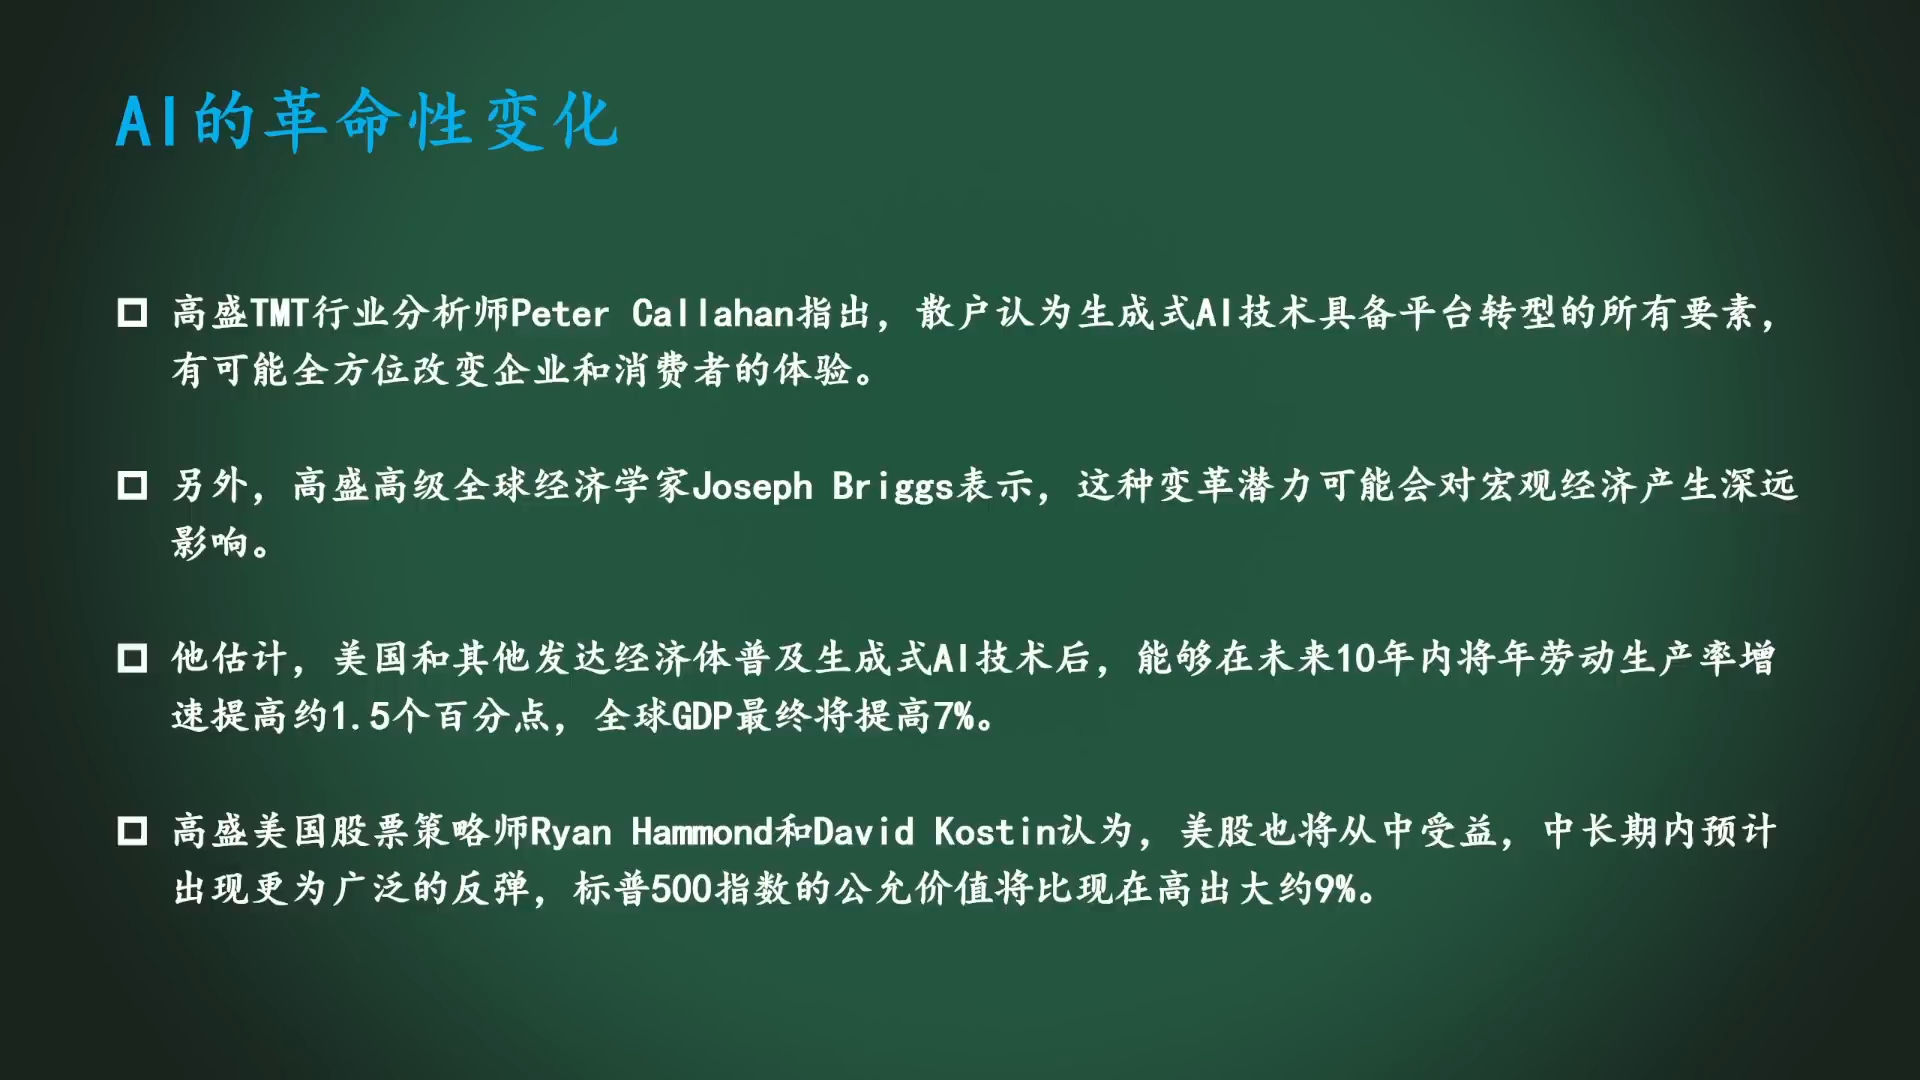 AI的革命性变化
高盛TMT行业分析师Peter Callahan指出，散户认为生成式AI技术具备平台转型的所有要素，
有可能全方位改变企业和消费者的体验。
另外，高盛高级全球经济学家Joseph Briggs表示，这种变革潜力可能会对宏观经济产生深远
影响。
他估计，美国和其他发达经济体普及生成式AI技术后，能够在未来10年内将年劳动生产率增
速提高约1.5个百分点，全球GDP最终将提高7%。
高盛美国股票策略师Ryan Hammond和David Kostin认为，美股也将从中受益，中长期内预计
出现更为广泛的反弹，标普500指数的公允价值将比现在高出大约9%。